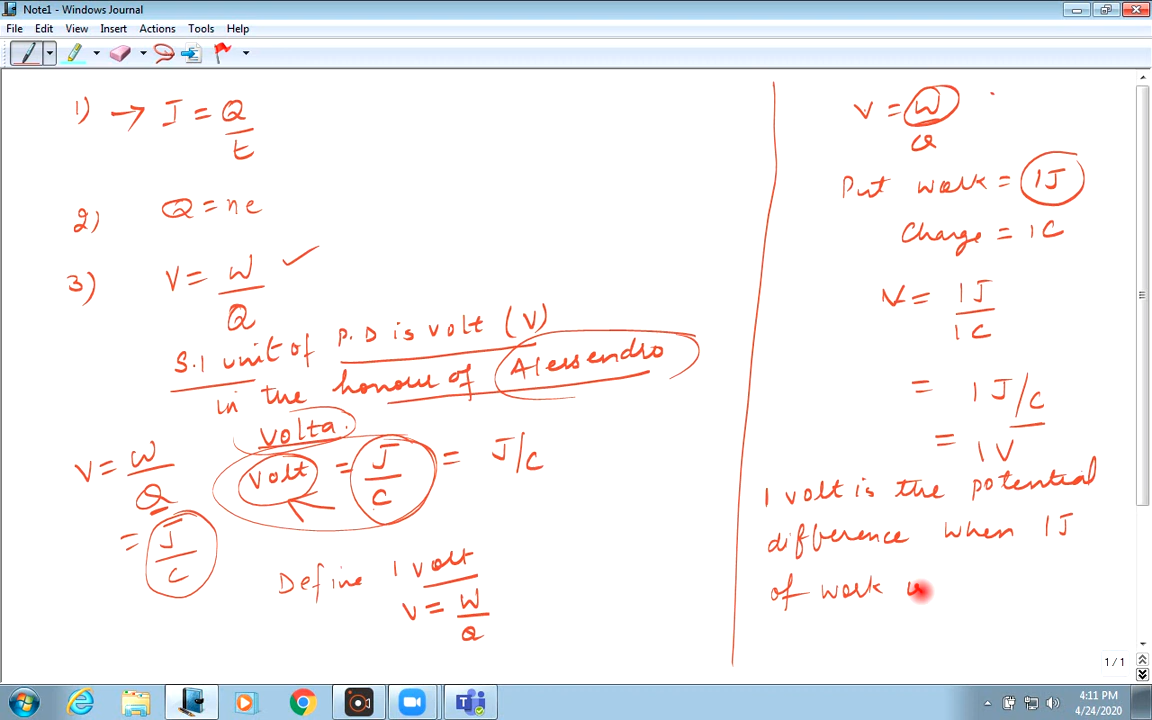 Note1 - Windows Journal
File Edit View Insert Actions Tools Help
1) → I = Q/t
2) Q = ne
3) V = W/Q ✓
S.I unit of P.D is volt (V)
in the honour of Alessendro
volta.
V = W/Q
= J/C
volt = J/C = J/C
Define 1 volt
V = W/Q
V = W/Q
Put work = 1J
Charge = 1C
V = 1J/1C
= 1 J/C
= 1V
1 volt is the potential
difference when 1J
of work
1 / 1
4:11 PM
4/24/2020